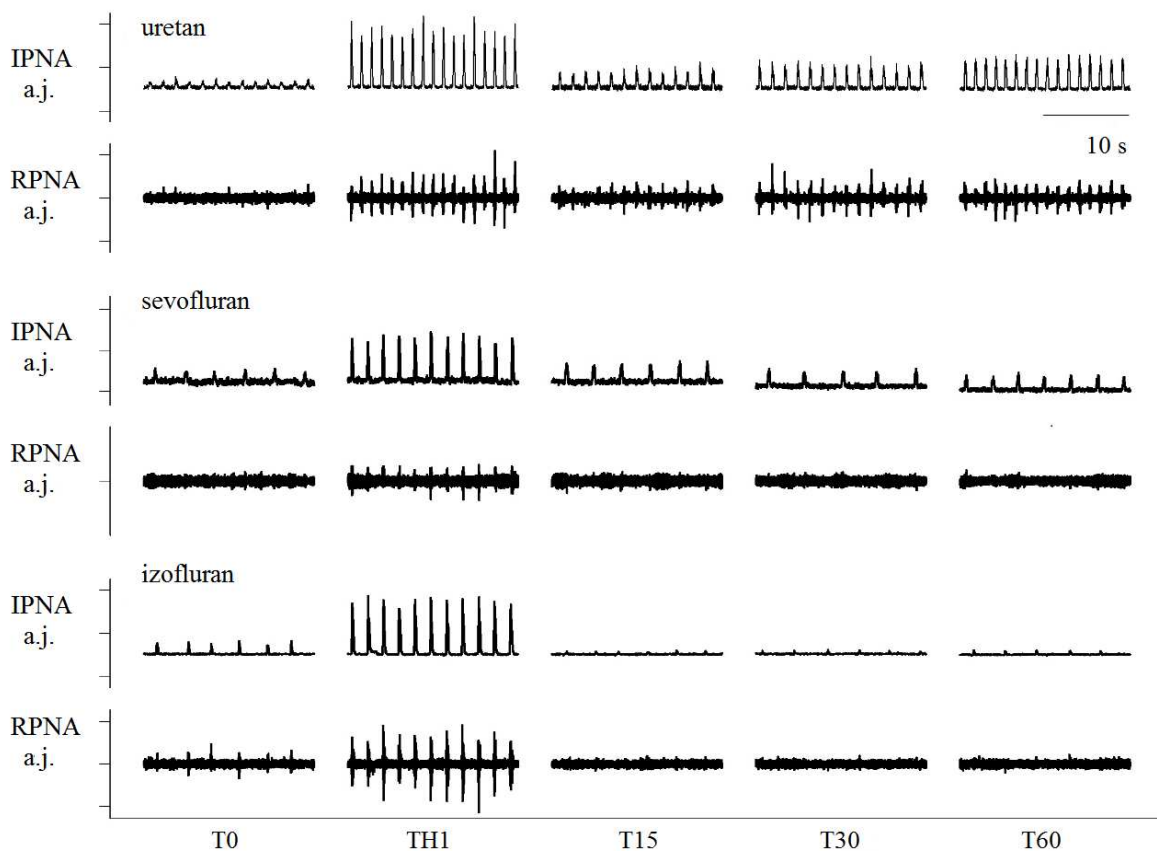 uretan
IPNA
a.j.
10 s
RPNA
a.j.
sevofluran
IPNA
a.j.
RPNA
a.j.
izofluran
IPNA
a.j.
RPNA
a.j.
T0 TH1 T15 T30 T60